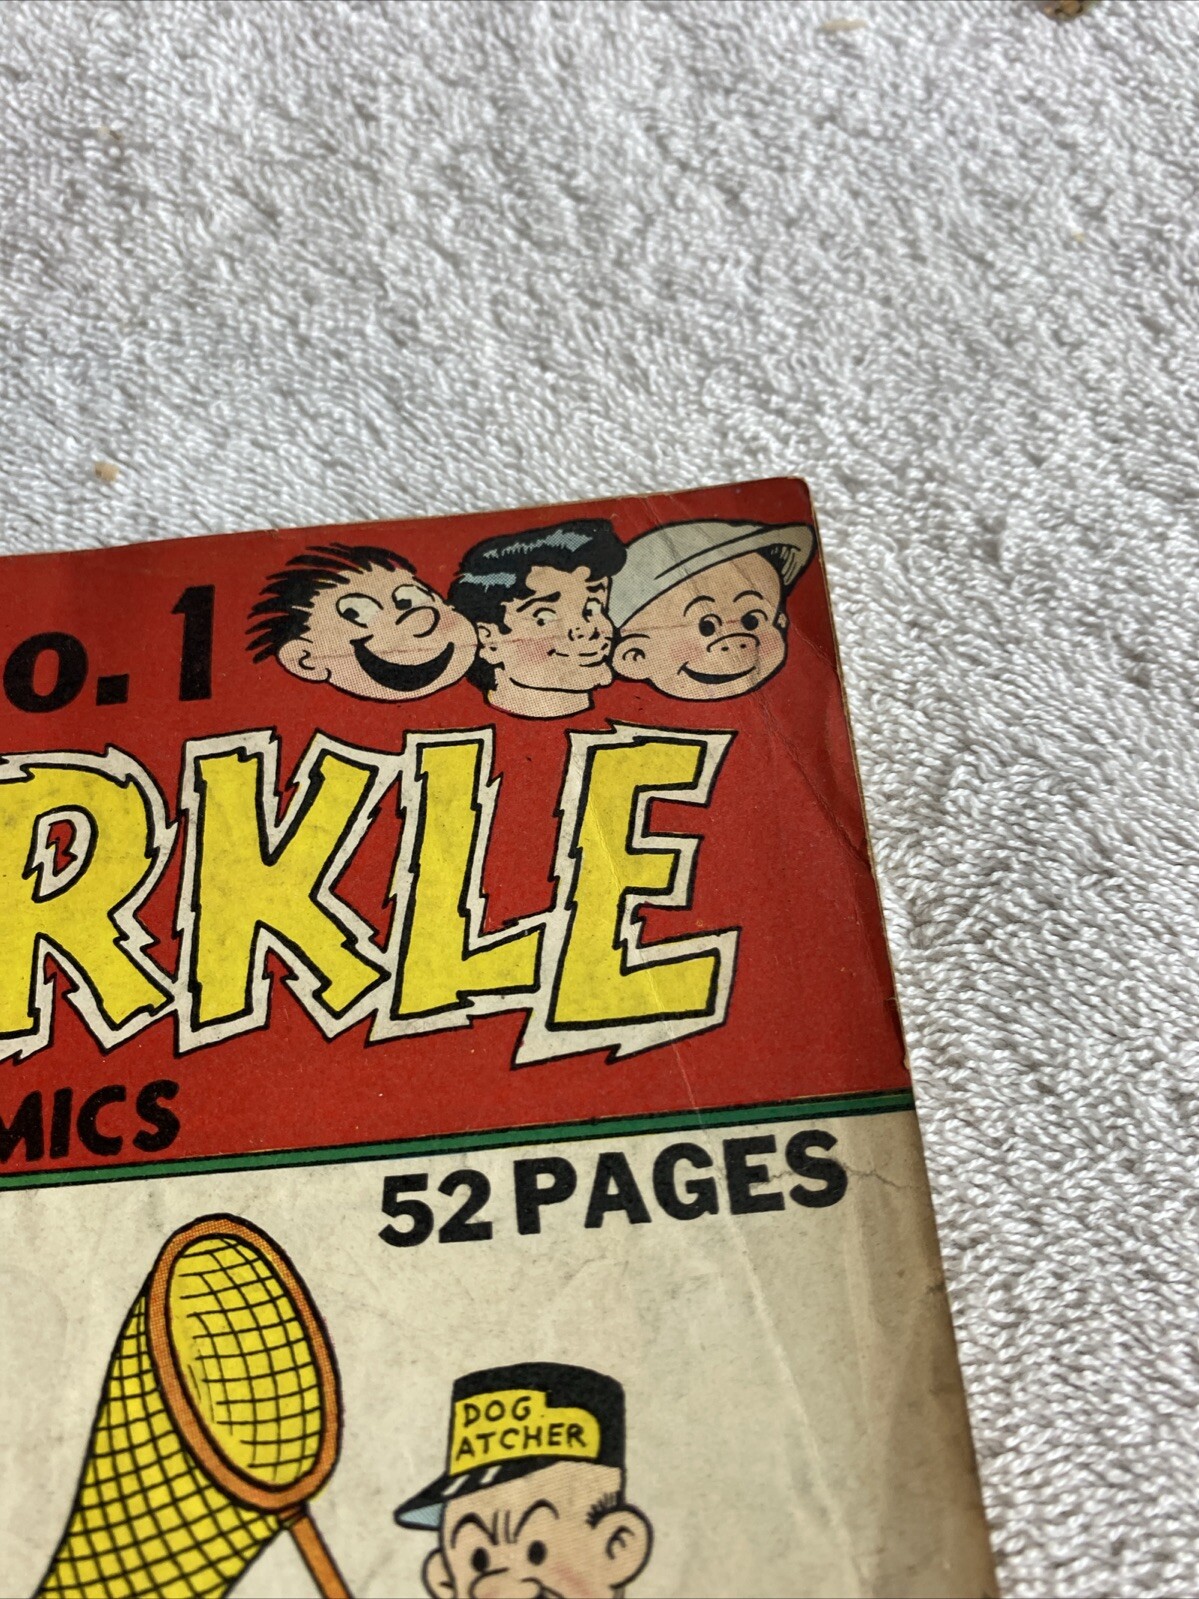 o. 1
RKLE
MICS
52 PAGES
DOG
ATCHER